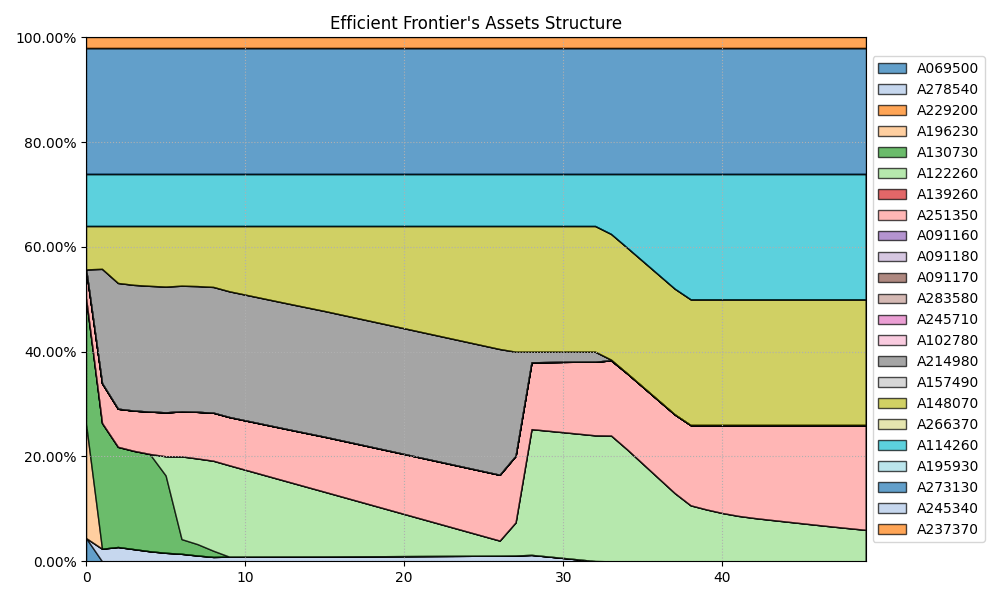 Efficient Frontier's Assets Structure
100.00%
80.00%
60.00%
40.00%
20.00%
0.00%
0
10
20
30
40
A069500
A278540
A229200
A196230
A130730
A122260
A139260
A251350
A091160
A091180
A091170
A283580
A245710
A102780
A214980
A157490
A148070
A266370
A114260
A195930
A273130
A245340
A237370